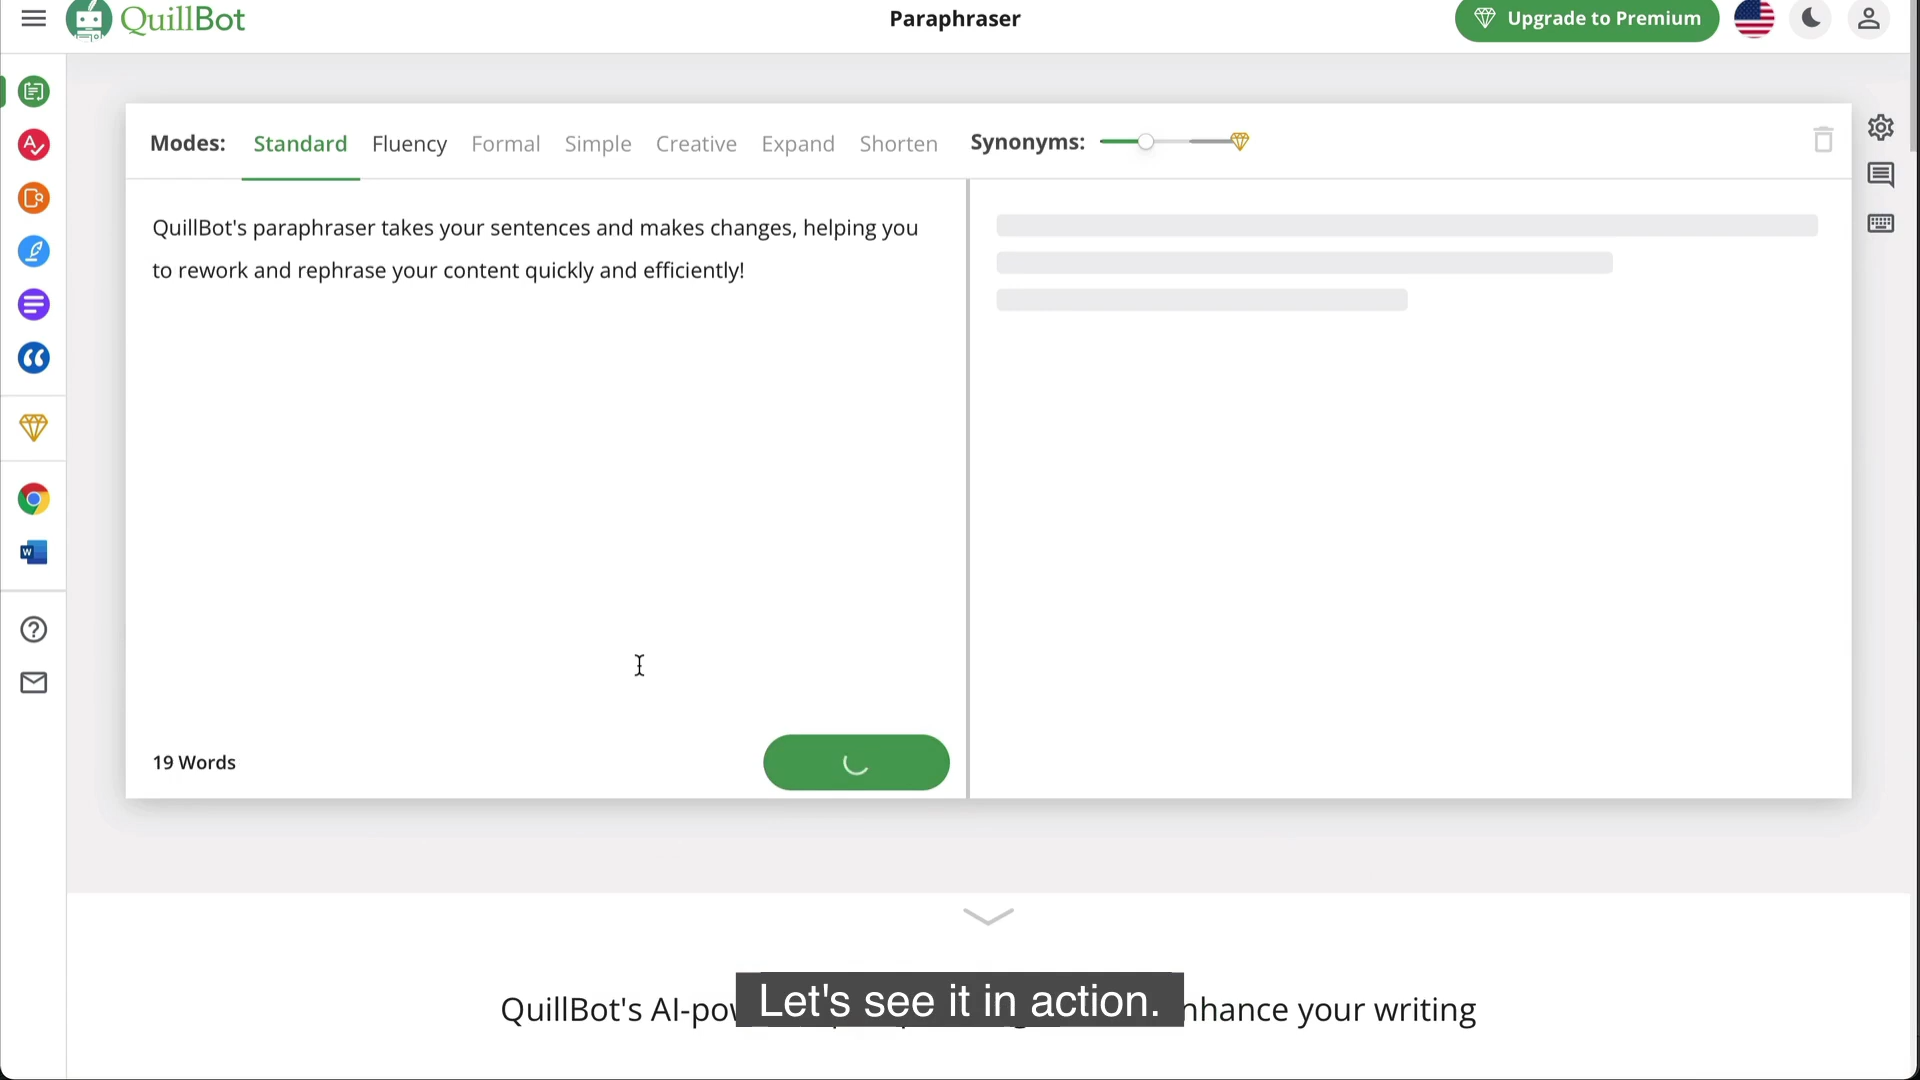 QuillBot
Paraphraser
Upgrade to Premium
Modes: Standard Fluency Formal Simple Creative Expand Shorten Synonyms:
QuillBot's paraphraser takes your sentences and makes changes, helping you
to rework and rephrase your content quickly and efficiently!
W
19 Words
Let's see it in action.
QuillBot's AI-pow nhance your writing